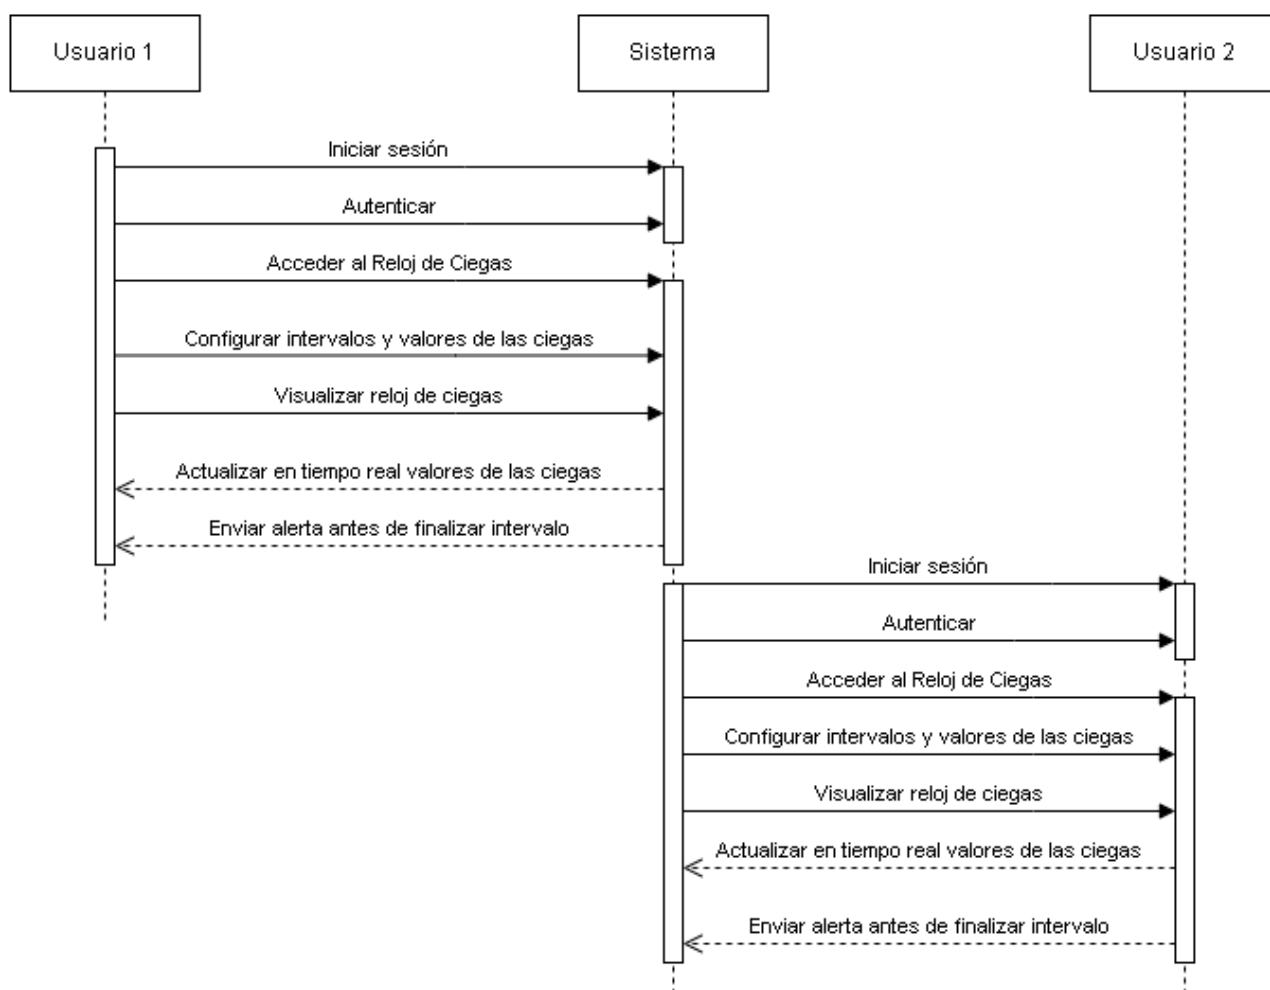 Usuario 1
Sistema
Usuario 2
Iniciar sesión
Autenticar
Acceder al Reloj de Ciegas
Configurar intervalos y valores de las ciegas
Visualizar reloj de ciegas
Actualizar en tiempo real valores de las ciegas
Enviar alerta antes de finalizar intervalo
Iniciar sesión
Autenticar
Acceder al Reloj de Ciegas
Configurar intervalos y valores de las ciegas
Visualizar reloj de ciegas
Actualizar en tiempo real valores de las ciegas
Enviar alerta antes de finalizar intervalo